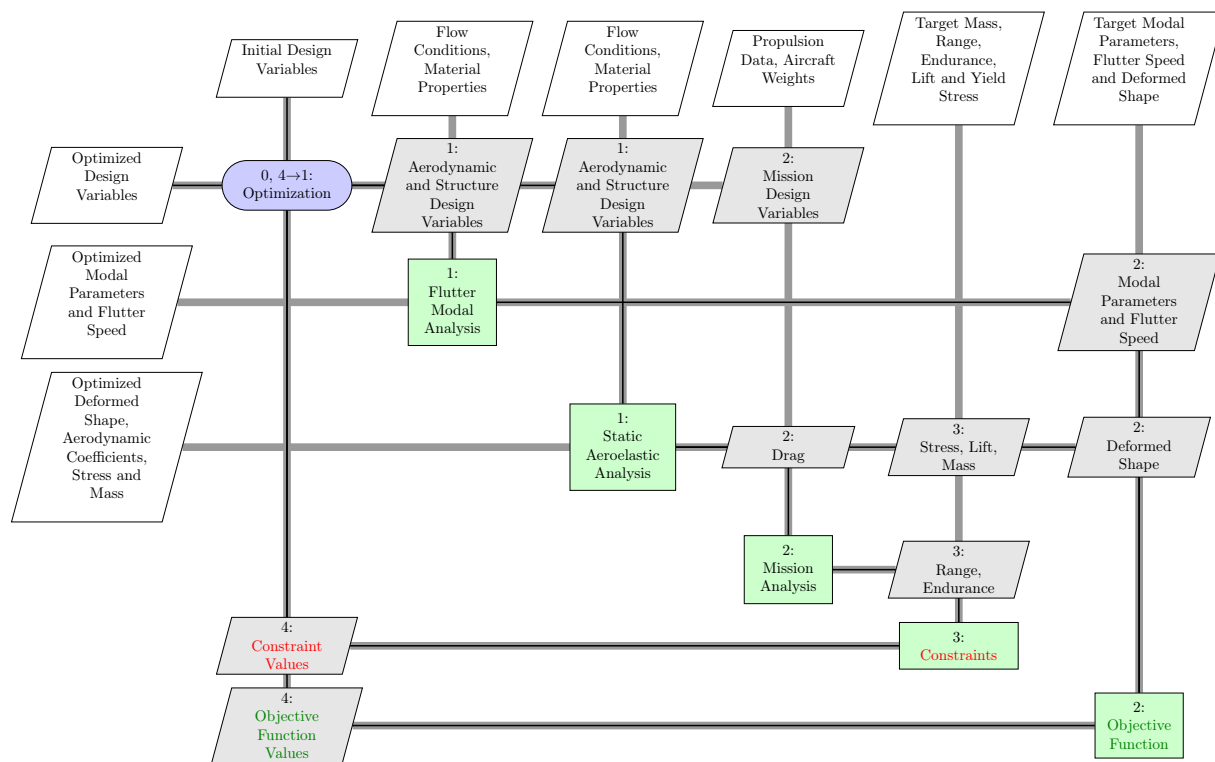 Initial Design
Variables
Flow
Conditions,
Material
Properties
Flow
Conditions,
Material
Properties
Propulsion
Data, Aircraft
Weights
Target Mass,
Range,
Endurance,
Lift and Yield
Stress
Target Modal
Parameters,
Flutter Speed
and Deformed
Shape
Optimized
Design
Variables
0, 4→1:
Optimization
1:
Aerodynamic
and Structure
Design
Variables
1:
Aerodynamic
and Structure
Design
Variables
2:
Mission
Design
Variables
Optimized
Modal
Parameters
and Flutter
Speed
1:
Flutter
Modal
Analysis
2:
Modal
Parameters
and Flutter
Speed
Optimized
Deformed
Shape,
Aerodynamic
Coefficients,
Stress and
Mass
1:
Static
Aeroelastic
Analysis
2:
Drag
3:
Stress, Lift,
Mass
2:
Deformed
Shape
2:
Mission
Analysis
3:
Range,
Endurance
4:
Constraint
Values
3:
Constraints
4:
Objective
Function
Values
2:
Objective
Function